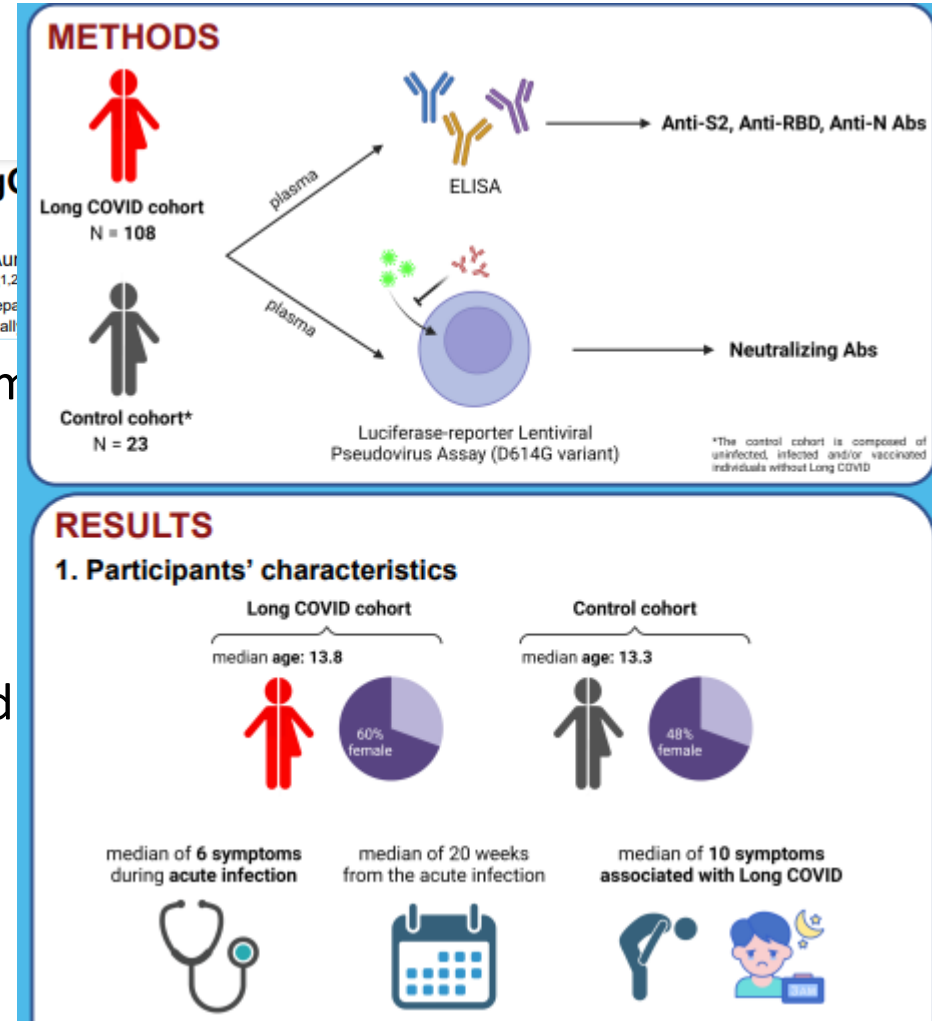 METHODS
Long COVID cohort
N = 108
plasma
ELISA
Anti-S2, Anti-RBD, Anti-N Abs
plasma
Control cohort*
N = 23
Luciferase-reporter Lentiviral
Pseudovirus Assay (D614G variant)
Neutralizing Abs
*The control cohort is composed of
uninfected, infected and/or vaccinated
individuals without Long COVID
RESULTS
1. Participants' characteristics
Long COVID cohort
median age: 13.8
60%
female
Control cohort
median age: 13.3
48%
female
median of 6 symptoms
during acute infection
median of 20 weeks
from the acute infection
median of 10 symptoms
associated with Long COVID
3AM